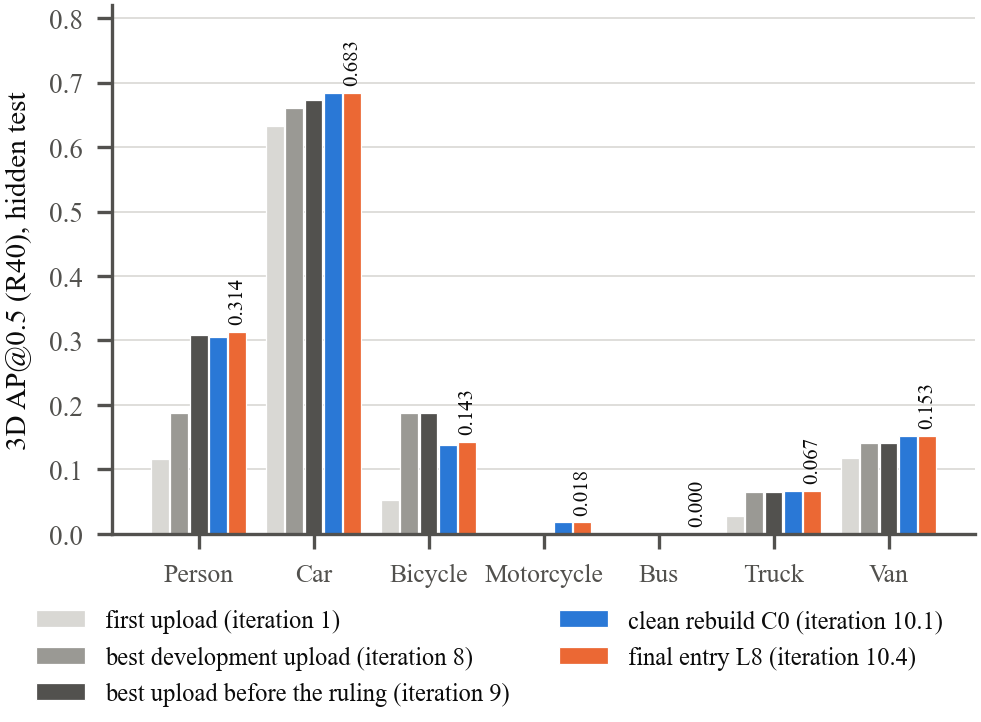 0.8
0.7
0.6
0.5
0.4
0.3
0.2
0.1
0.0
3D AP@0.5 (R40), hidden test
0.314
0.683
0.143
0.018
0.000
0.067
0.153
Person Car Bicycle Motorcycle Bus Truck Van
first upload (iteration 1)
best development upload (iteration 8)
best upload before the ruling (iteration 9)
clean rebuild C0 (iteration 10.1)
final entry L8 (iteration 10.4)